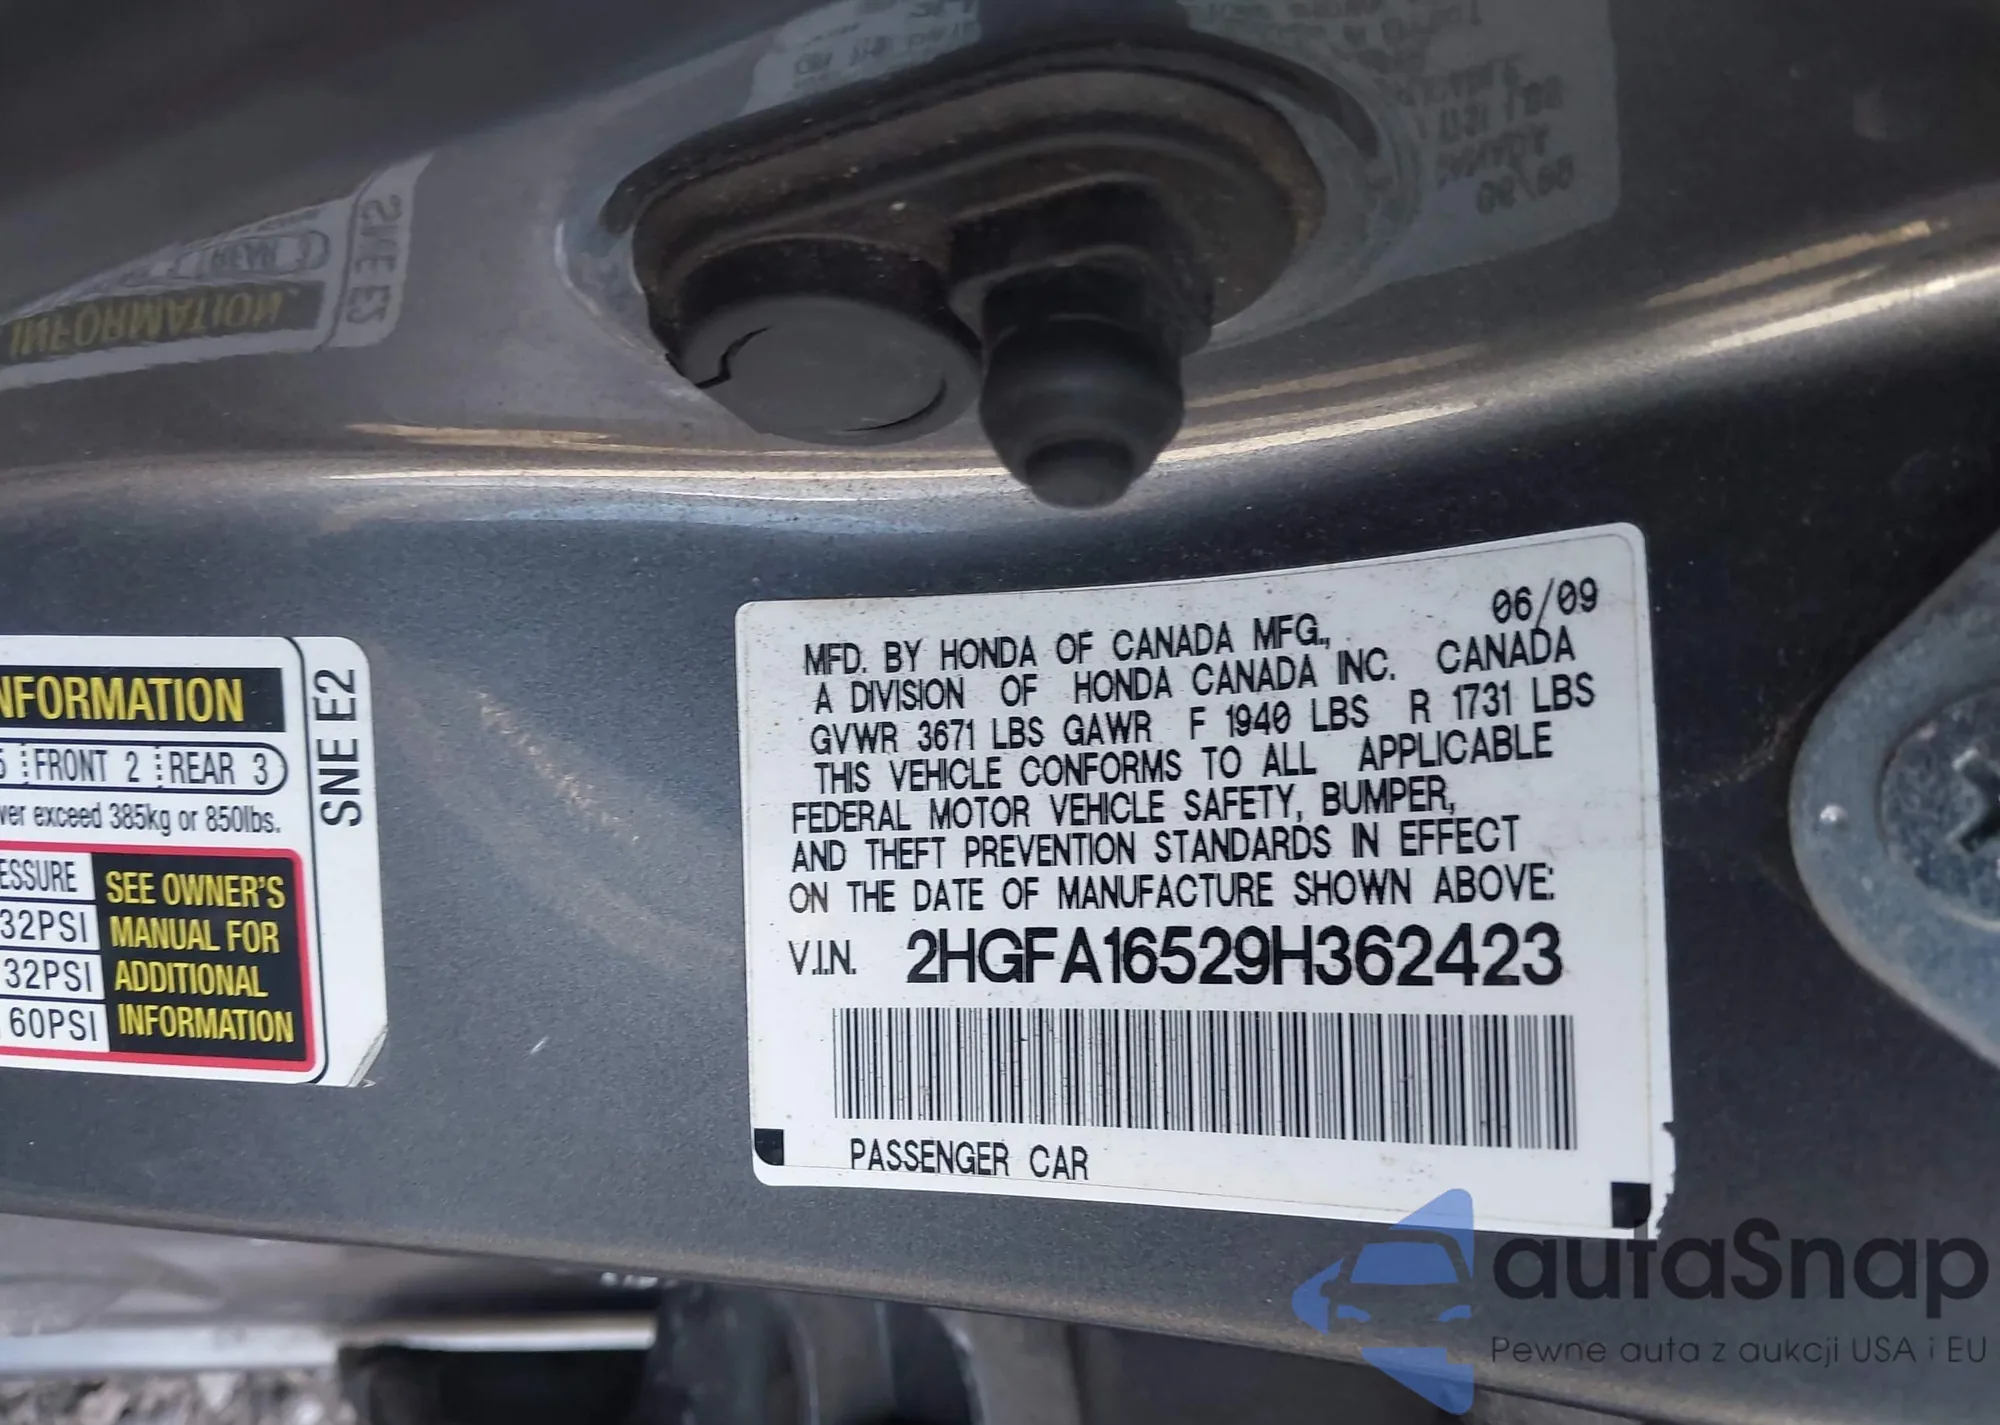 NFORMATION
5 FRONT 2 REAR 3
ver exceed 385kg or 850lbs.
ESSURE
32PSI
32PSI
60PSI
SEE OWNER'S
MANUAL FOR
ADDITIONAL
INFORMATION
SNE E2
06/09
MFD. BY HONDA OF CANADA MFG.,
A DIVISION OF HONDA CANADA INC. CANADA
GVWR 3671 LBS GAWR F 1940 LBS R 1731 LBS
THIS VEHICLE CONFORMS TO ALL APPLICABLE
FEDERAL MOTOR VEHICLE SAFETY, BUMPER,
AND THEFT PREVENTION STANDARDS IN EFFECT
ON THE DATE OF MANUFACTURE SHOWN ABOVE:
V.I.N. 2HGFA16529H362423
PASSENGER CAR
autaSnap
Pewne auta z aukcji USA i EU